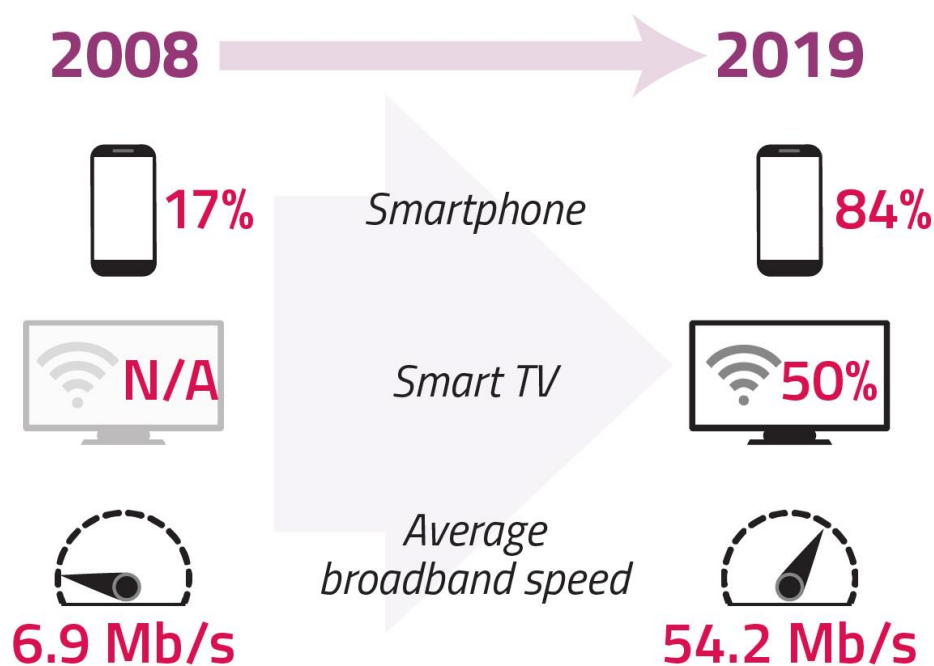 2008 2019
17% Smartphone 84%
N/A Smart TV 50%
Average
broadband speed
6.9 Mb/s 54.2 Mb/s